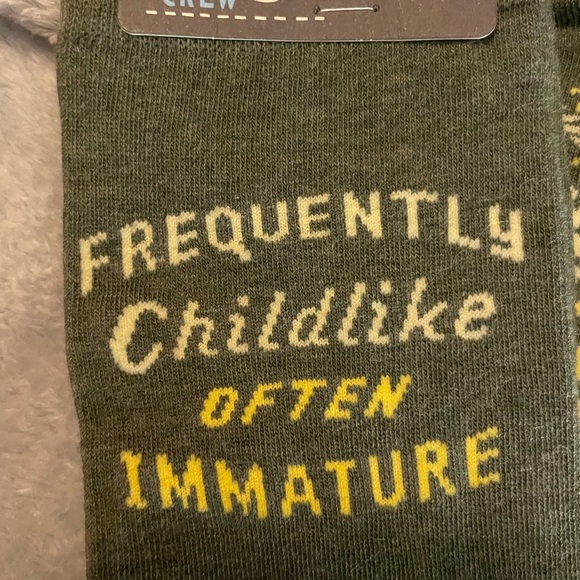 CREW
FREQUENTLY
Childlike
OFTEN
IMMATURE